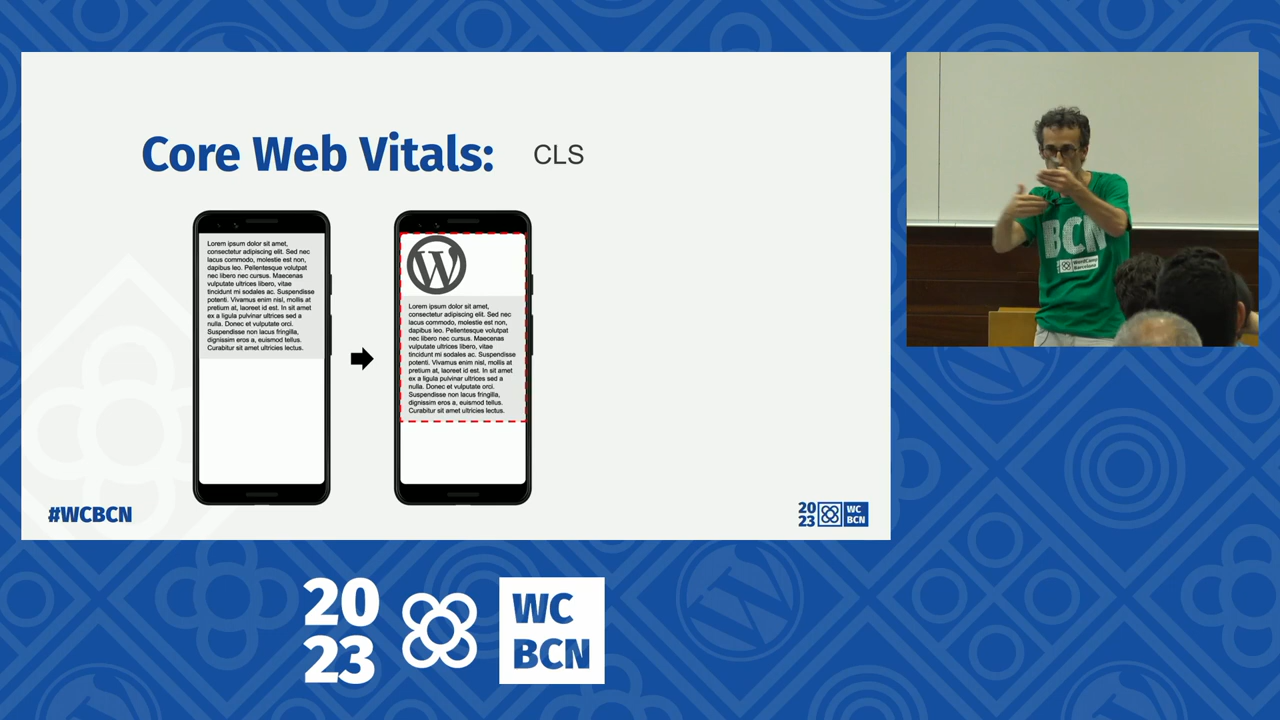 Core Web Vitals: CLS
Lorem ipsum dolor sit amet,
consectetur adipiscing elit. Sed nec
lacus commodo, molestie est non,
dapibus leo. Pellentesque volutpat
nec libero nec cursus. Maecenas
vulputate ultrices libero, vitae
tincidunt mi sodales ac. Suspendisse
potenti. Vivamus enim nisl, mollis at
pretium at, laoreet id est. In sit amet
ex a ligula pulvinar ultrices sed a
nulla. Donec et vulputate orci.
Suspendisse non lacus fringilla,
dignissim eros a, euismod tellus.
Curabitur sit amet ultricies lectus.
W
Lorem ipsum dolor sit amet,
consectetur adipiscing elit. Sed nec
lacus commodo, molestie est non,
dapibus leo. Pellentesque volutpat
nec libero nec cursus. Maecenas
vulputate ultrices libero, vitae
tincidunt mi sodales ac. Suspendisse
potenti. Vivamus enim nisl, mollis at
pretium at, laoreet id est. In sit amet
ex a ligula pulvinar ultrices sed a
nulla. Donec et vulputate orci.
Suspendisse non lacus fringilla,
dignissim eros a, euismod tellus.
Curabitur sit amet ultricies lectus.
#WCBCN
20
23
WC
BCN
BCN
WordCamp
Barcelona
20
23
WC
BCN